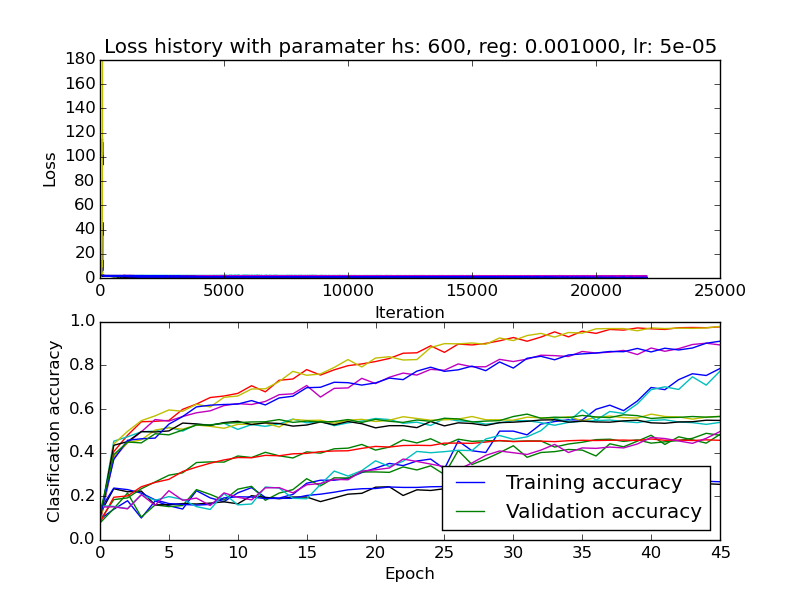 Loss history with paramater hs: 600, reg: 0.001000, lr: 5e-05
180
160
140
120
100
80
60
40
20
0
Loss
0 5000 10000 15000 20000 25000
Iteration
1.0
0.8
0.6
0.4
0.2
0.0
Clasification accuracy
Training accuracy
Validation accuracy
0 5 10 15 20 25 30 35 40 45
Epoch